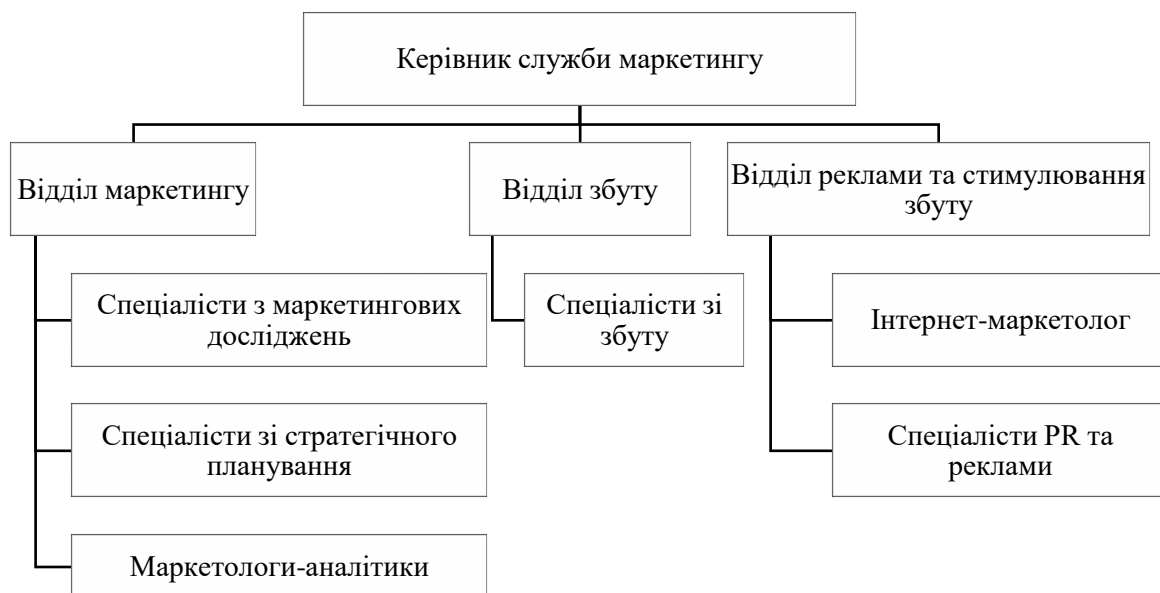 Керівник служби маркетингу
Відділ маркетингу
Відділ збуту
Відділ реклами та стимулювання
збуту
Спеціалісти з маркетингових
досліджень
Спеціалісти зі стратегічного
планування
Маркетологи-аналітики
Спеціалісти зі
збуту
Інтернет-маркетолог
Спеціалісти PR та
реклами